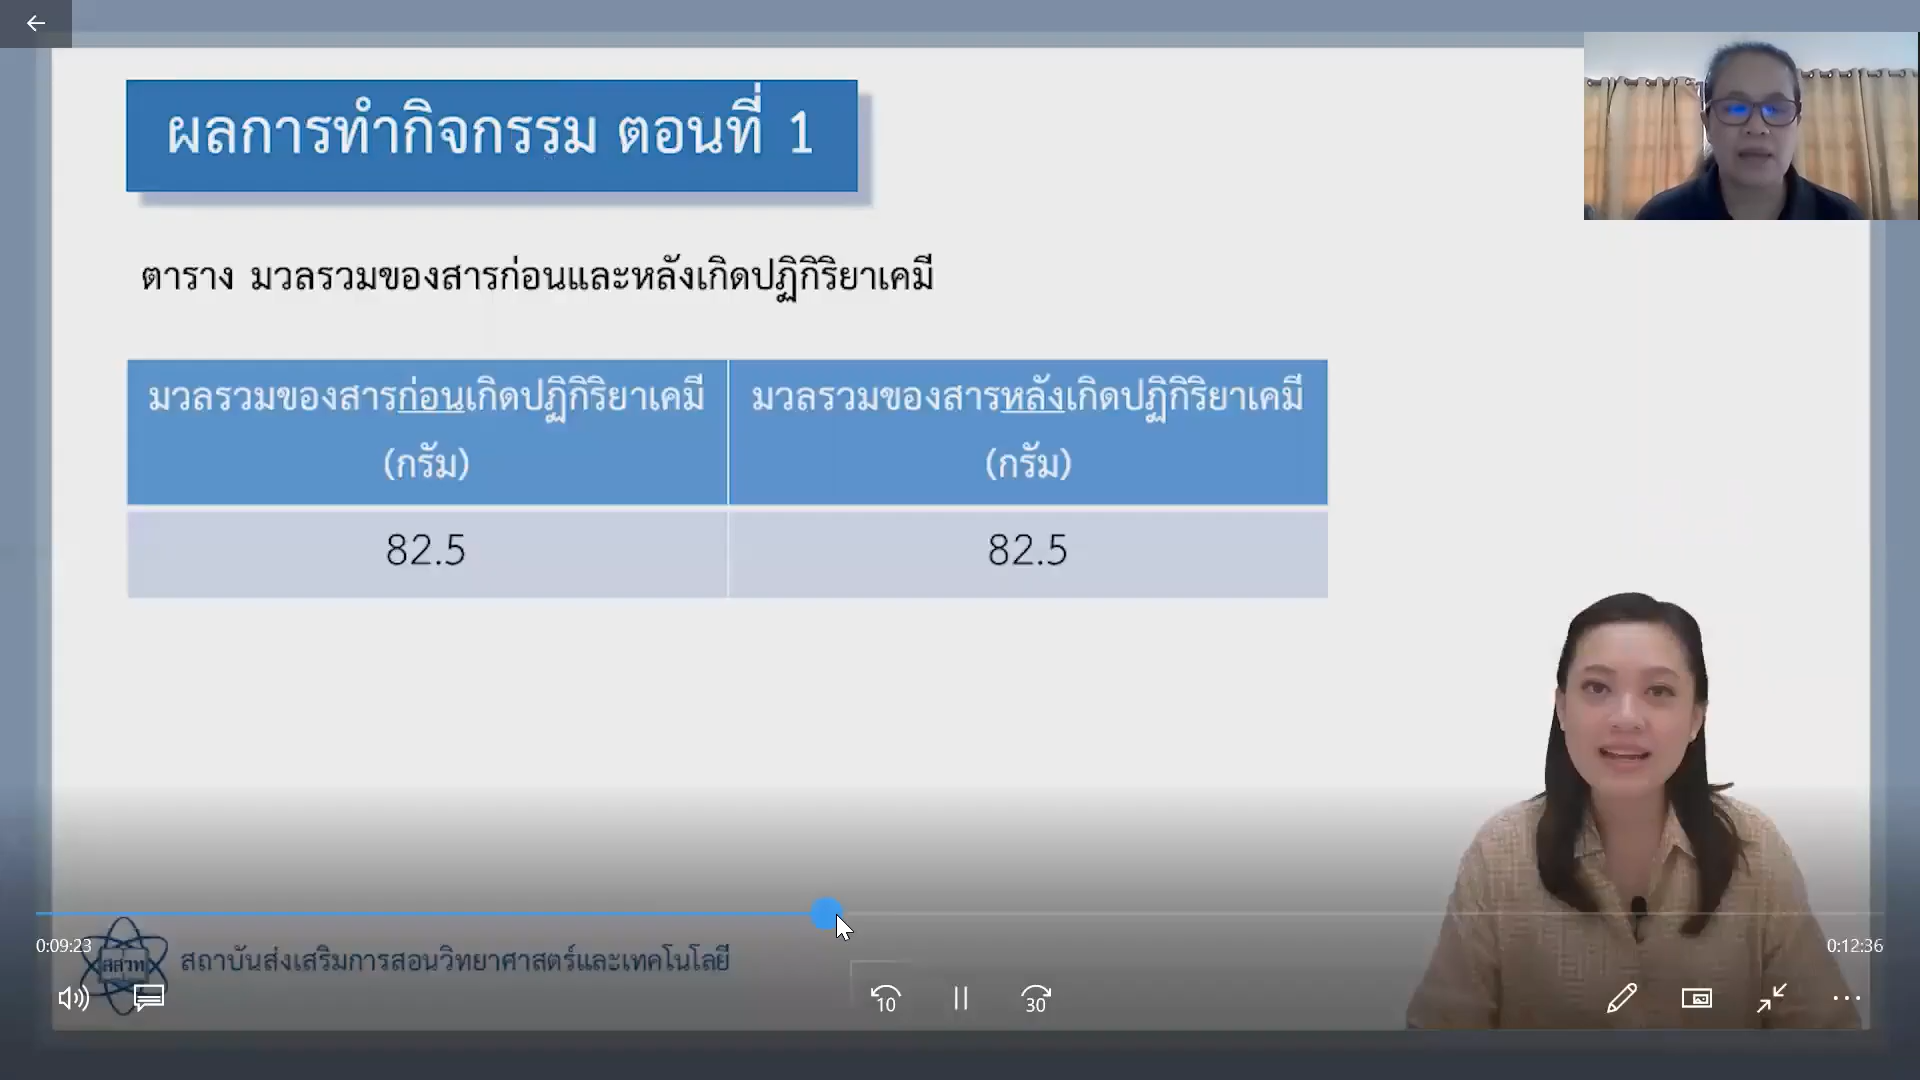 ผลการทำกิจกรรม ตอนที่ 1
ตาราง มวลรวมของสารก่อนและหลังเกิดปฏิกิริยาเคมี
มวลรวมของสารก่อนเกิดปฏิกิริยาเคมี
(กรัม)
มวลรวมของสารหลังเกิดปฏิกิริยาเคมี
(กรัม)
82.5
82.5
0:09:23
0:12:36
สสวท
สถาบันส่งเสริมการสอนวิทยาศาสตร์และเทคโนโลยี
10
30